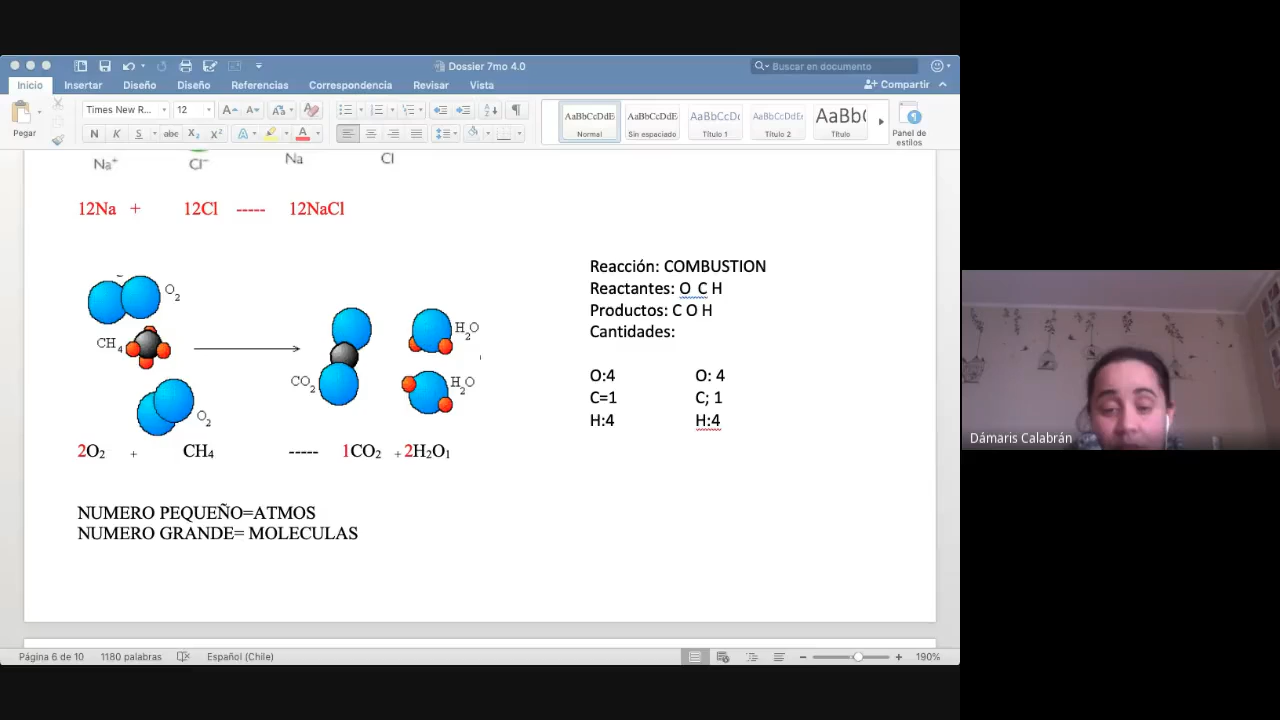 Dossier 7mo 4.0
Buscar en documento
Inicio Insertar Diseño Diseño Referencias Correspondencia Revisar Vista
Compartir
Pegar
Times New R... 12
AaBbCcDdE AaBbCcDdE AaBbCcDc AaBbCcDdEe AaBb(
N K S abc X₂ X² A A
Normal Sin espaciado Título 1 Título 2 Título
Panel de estilos
Na⁺ Cl⁻ Na Cl
12Na + 12Cl ----- 12NaCl
O₂
CH₄
CO₂
H₂O
H₂O
O₂
2O₂ + CH₄ ----- 1CO₂ + 2H₂O₁
NUMERO PEQUEÑO=ATMOS
NUMERO GRANDE= MOLECULAS
Reacción: COMBUSTION
Reactantes: O C H
Productos: C O H
Cantidades:
O:4 O: 4
C=1 C; 1
H:4 H:4
Dámaris Calabrán
Página 6 de 10 1180 palabras Español (Chile) 190%